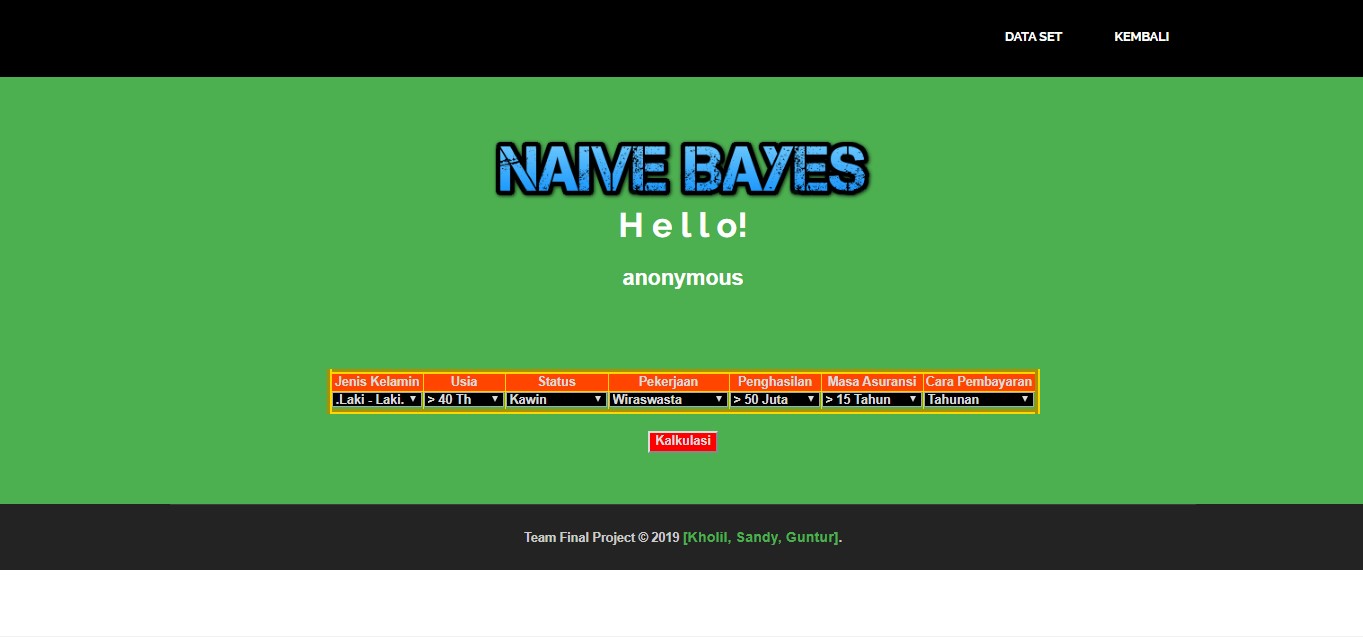 DATA SET KEMBALI
NAIVE BAYES
Hello!
anonymous
Jenis Kelamin Usia Status Pekerjaan Penghasilan Masa Asuransi Cara Pembayaran
.Laki - Laki. > 40 Th Kawin Wiraswasta > 50 Juta > 15 Tahun Tahunan
Kalkulasi
Team Final Project © 2019 [Kholil, Sandy, Guntur].